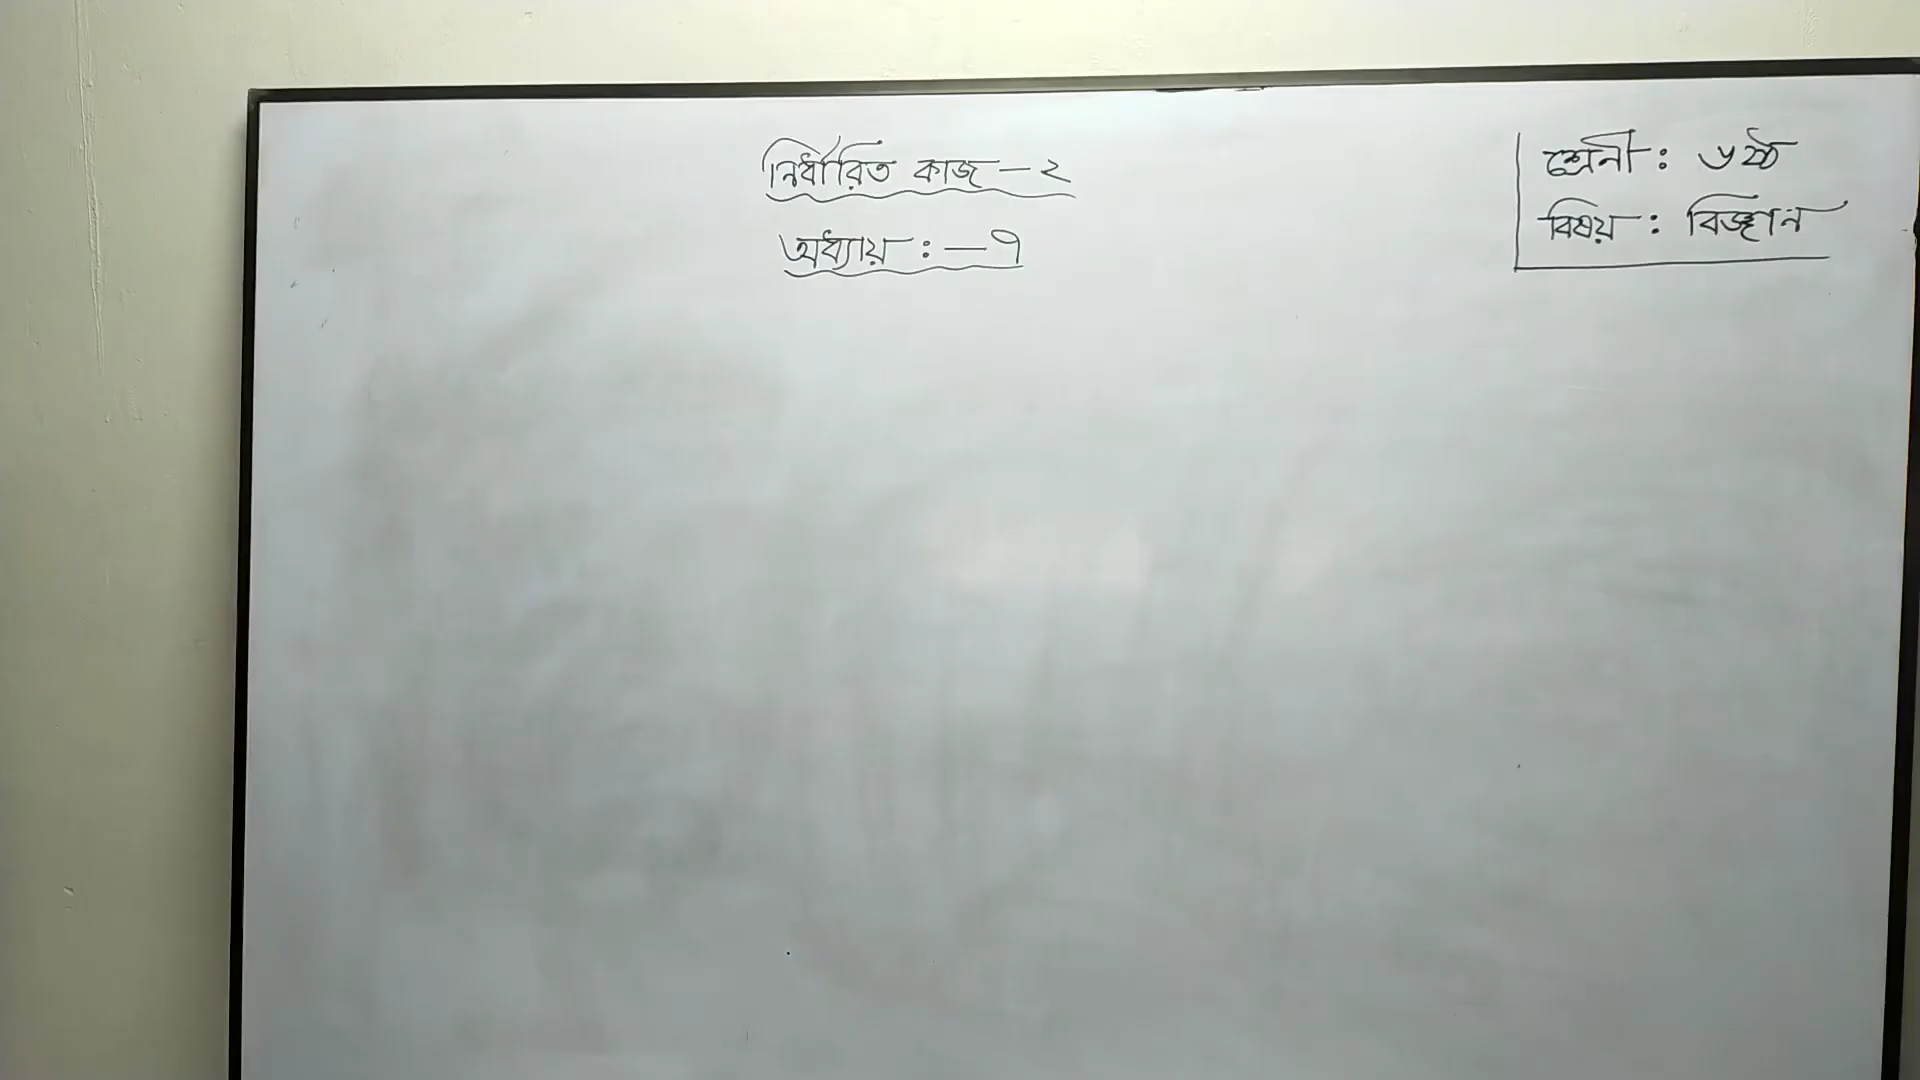 নির্ধারিত কাজ - ২
অধ্যায় : - ৭
শ্রেনী : ৬ষ্ঠ
বিষয় : বিজ্ঞান